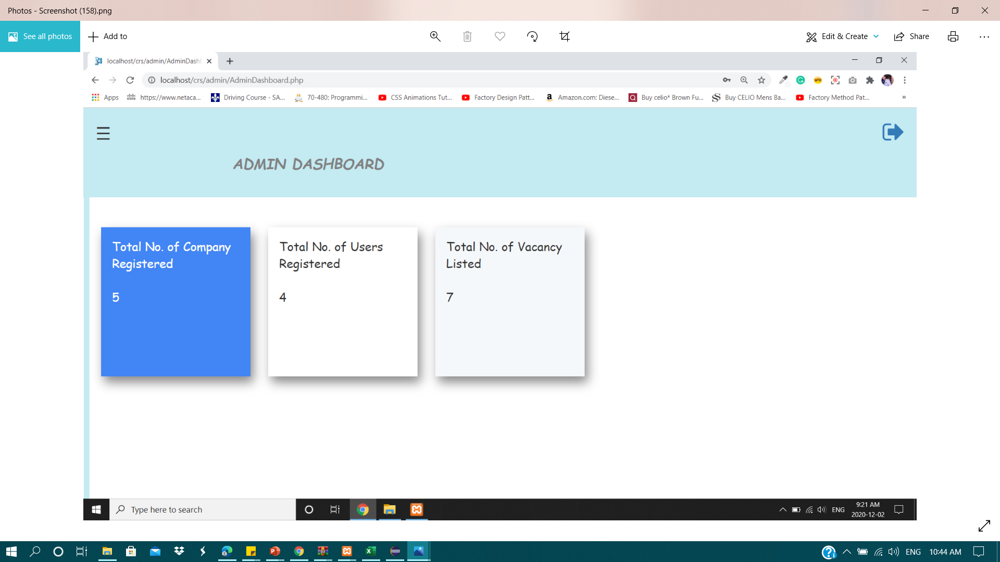 Photos - Screenshot (158).png
See all photos
Add to
Edit & Create
Share
localhost/crs/admin/AdminDash
localhost/crs/admin/AdminDashboard.php
Apps
https://www.netaca...
Driving Course - SA...
70-480: Programmi...
CSS Animations Tut...
Factory Design Patt...
Amazon.com: Diese...
Buy celio* Brown Fu...
Buy CELIO Mens Ba...
Factory Method Pat...
»
ADMIN DASHBOARD
Total No. of Company
Registered
5
Total No. of Users
Registered
4
Total No. of Vacancy
Listed
7
Type here to search
ENG
9:21 AM
2020-12-02
ENG
10:44 AM